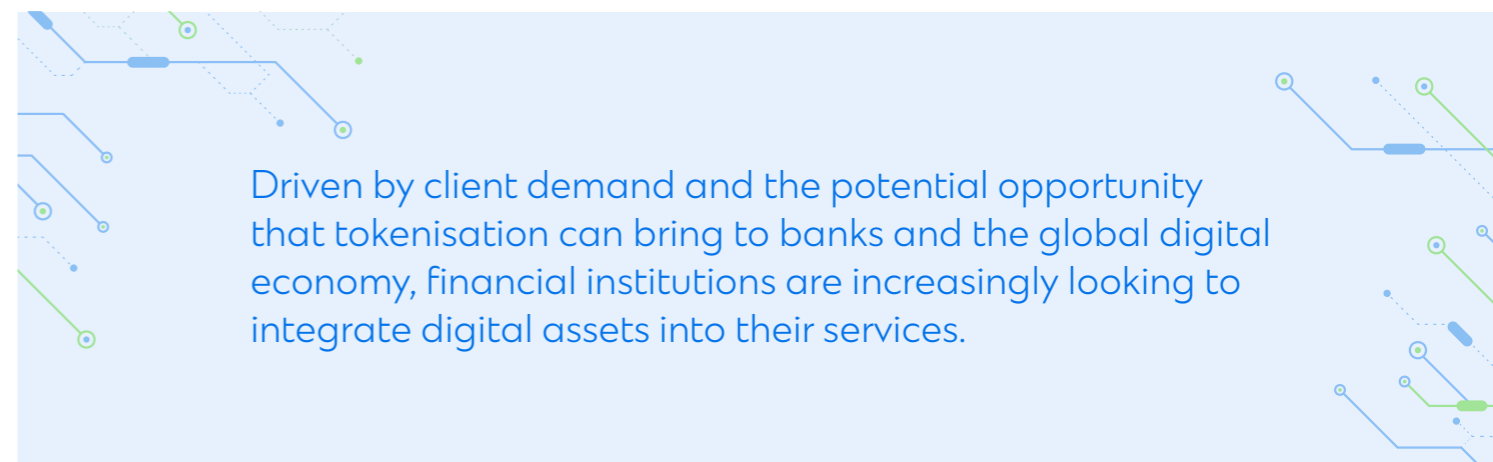 Driven by client demand and the potential opportunity
that tokenisation can bring to banks and the global digital
economy, financial institutions are increasingly looking to
integrate digital assets into their services.